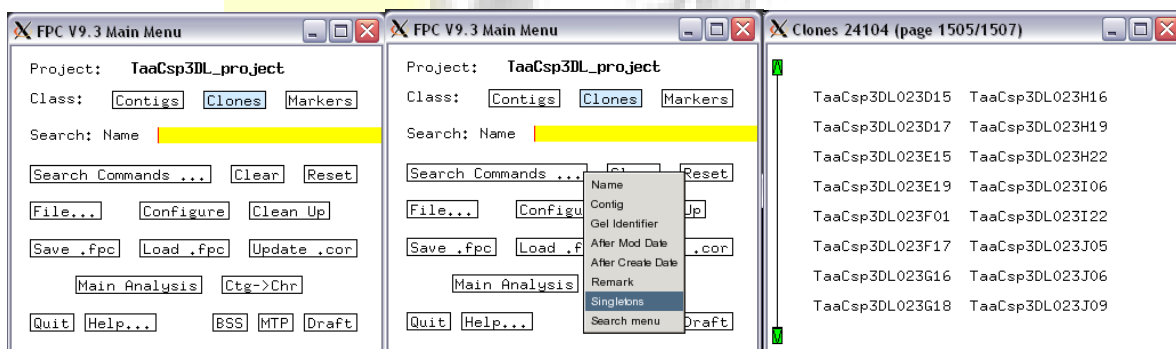 FPC V9.3 Main Menu
Project: TaaCsp3DL_project
Class: Contigs Clones Markers
Search: Name
Search Commands ... Clear Reset
File... Configure Clean Up
Save .fpc Load .fpc Update .cor
Main Analysis Ctg->Chr
Quit Help... BSS MTP Draft
FPC V9.3 Main Menu
Project: TaaCsp3DL_project
Class: Contigs Clones Markers
Search: Name
Search Commands ... Reset
File...
Save .fpc .cor
Main Analysis
Quit Help... Draft
Name
Contig
Gel Identifier
After Mod Date
After Create Date
Remark
Singletons
Search menu
Clones 24104 (page 1505/1507)
TaaCsp3DL023D15 TaaCsp3DL023H16
TaaCsp3DL023D17 TaaCsp3DL023H19
TaaCsp3DL023E15 TaaCsp3DL023H22
TaaCsp3DL023E19 TaaCsp3DL023I06
TaaCsp3DL023F01 TaaCsp3DL023I22
TaaCsp3DL023F17 TaaCsp3DL023J05
TaaCsp3DL023G16 TaaCsp3DL023J06
TaaCsp3DL023G18 TaaCsp3DL023J09